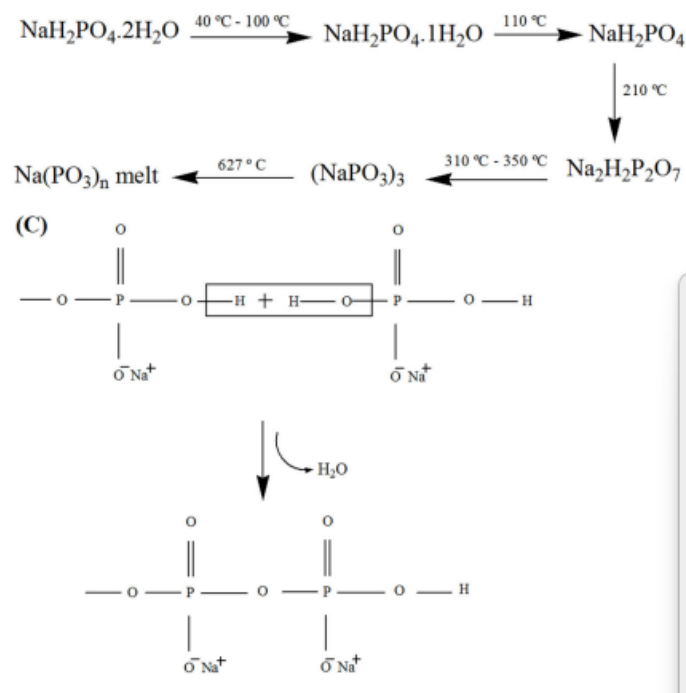 NaH₂PO₄.2H₂O 40 ℃ - 100 ℃ NaH₂PO₄.1H₂O 110 ℃ NaH₂PO₄
210 ℃
Na(PO₃)ₙ melt 627 ° C (NaPO₃)₃ 310 ℃ - 350 ℃ Na₂H₂P₂O₇
(C)
O O
O P O H + H O P O H
O⁻ Na⁺ O⁻ Na⁺
H₂O
O O
O P O P O H
O⁻ Na⁺ O⁻ Na⁺